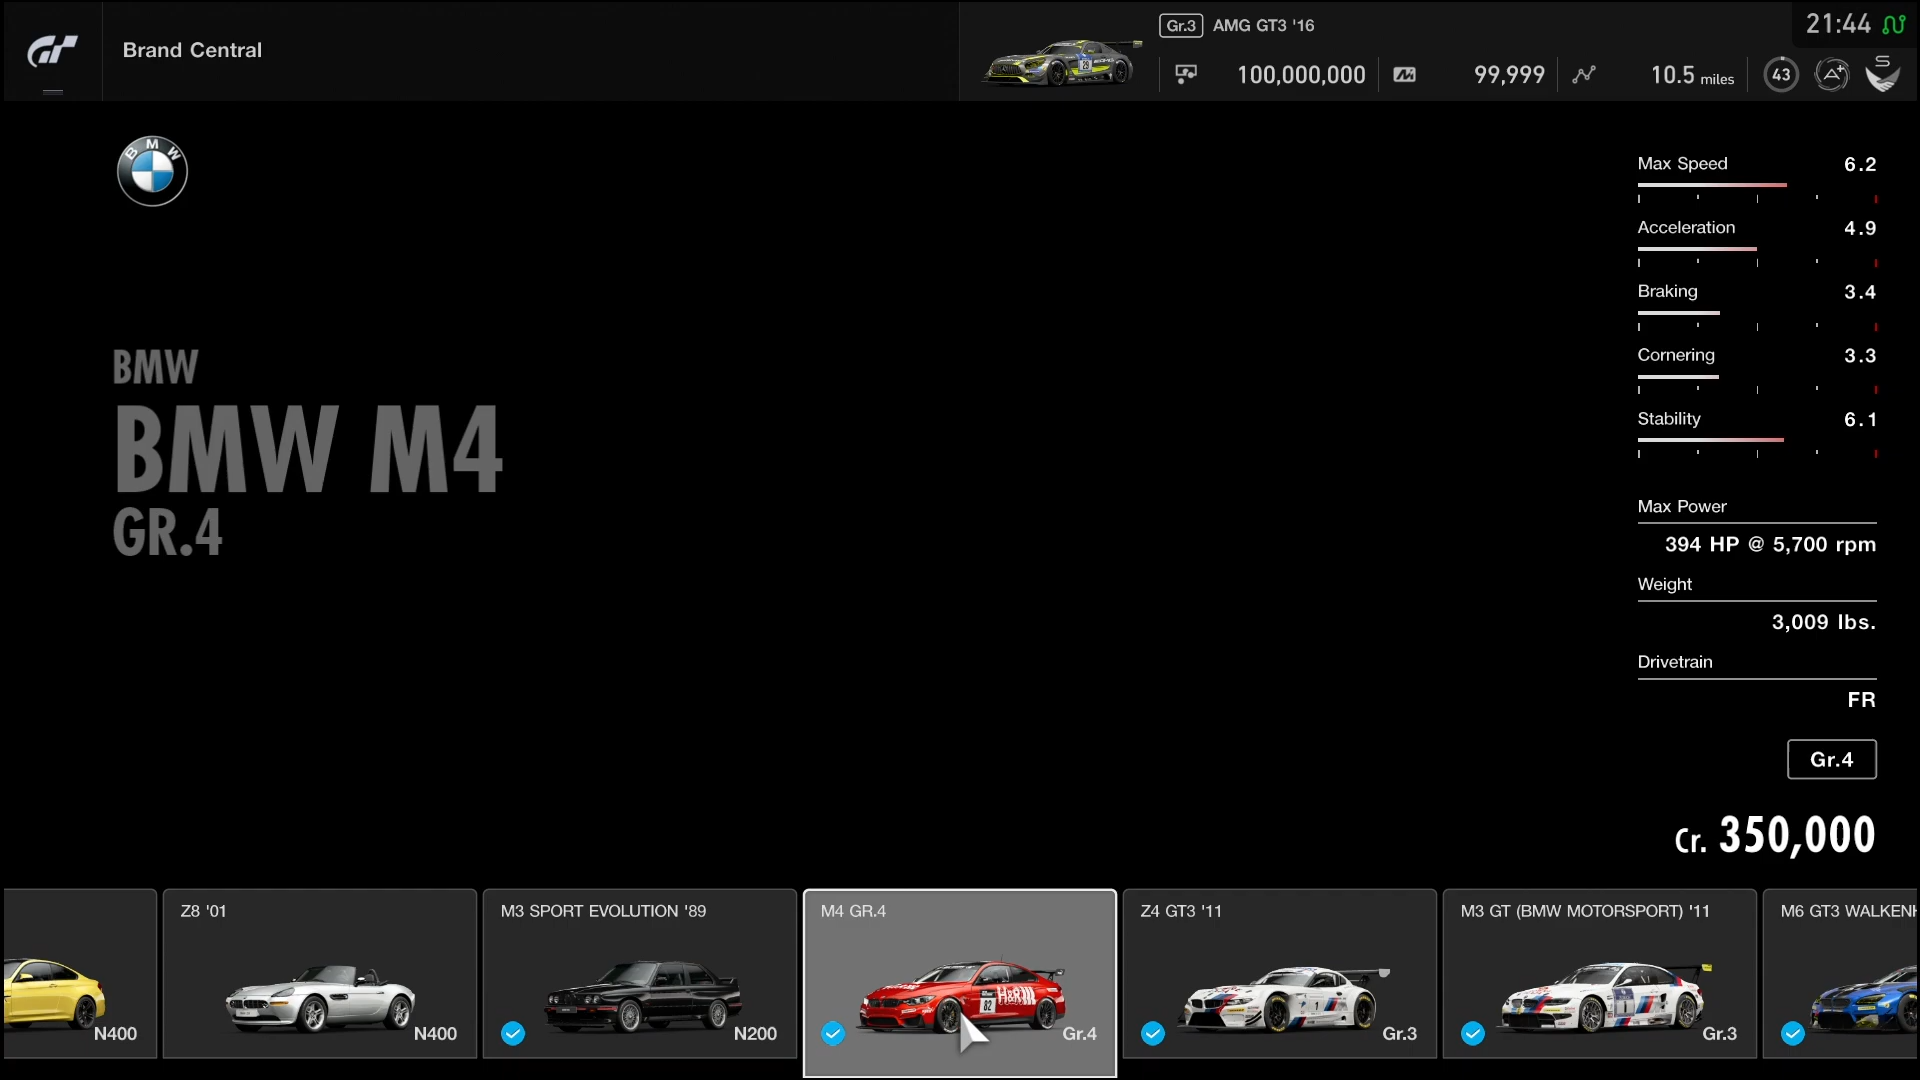 Brand Central
Gr.3 AMG GT3 '16
100,000,000
99,999
10.5 miles
43
A+
S
21:44
BMW
BMW
BMW M4
GR.4
Max Speed 6.2
Acceleration 4.9
Braking 3.4
Cornering 3.3
Stability 6.1
Max Power
394 HP @ 5,700 rpm
Weight
3,009 lbs.
Drivetrain
FR
Gr.4
Cr. 350,000
N400
Z8 '01
N400
M3 SPORT EVOLUTION '89
N200
M4 GR.4
H&R
82
Gr.4
Z4 GT3 '11
Gr.3
M3 GT (BMW MOTORSPORT) '11
Gr.3
M6 GT3 WALKEN